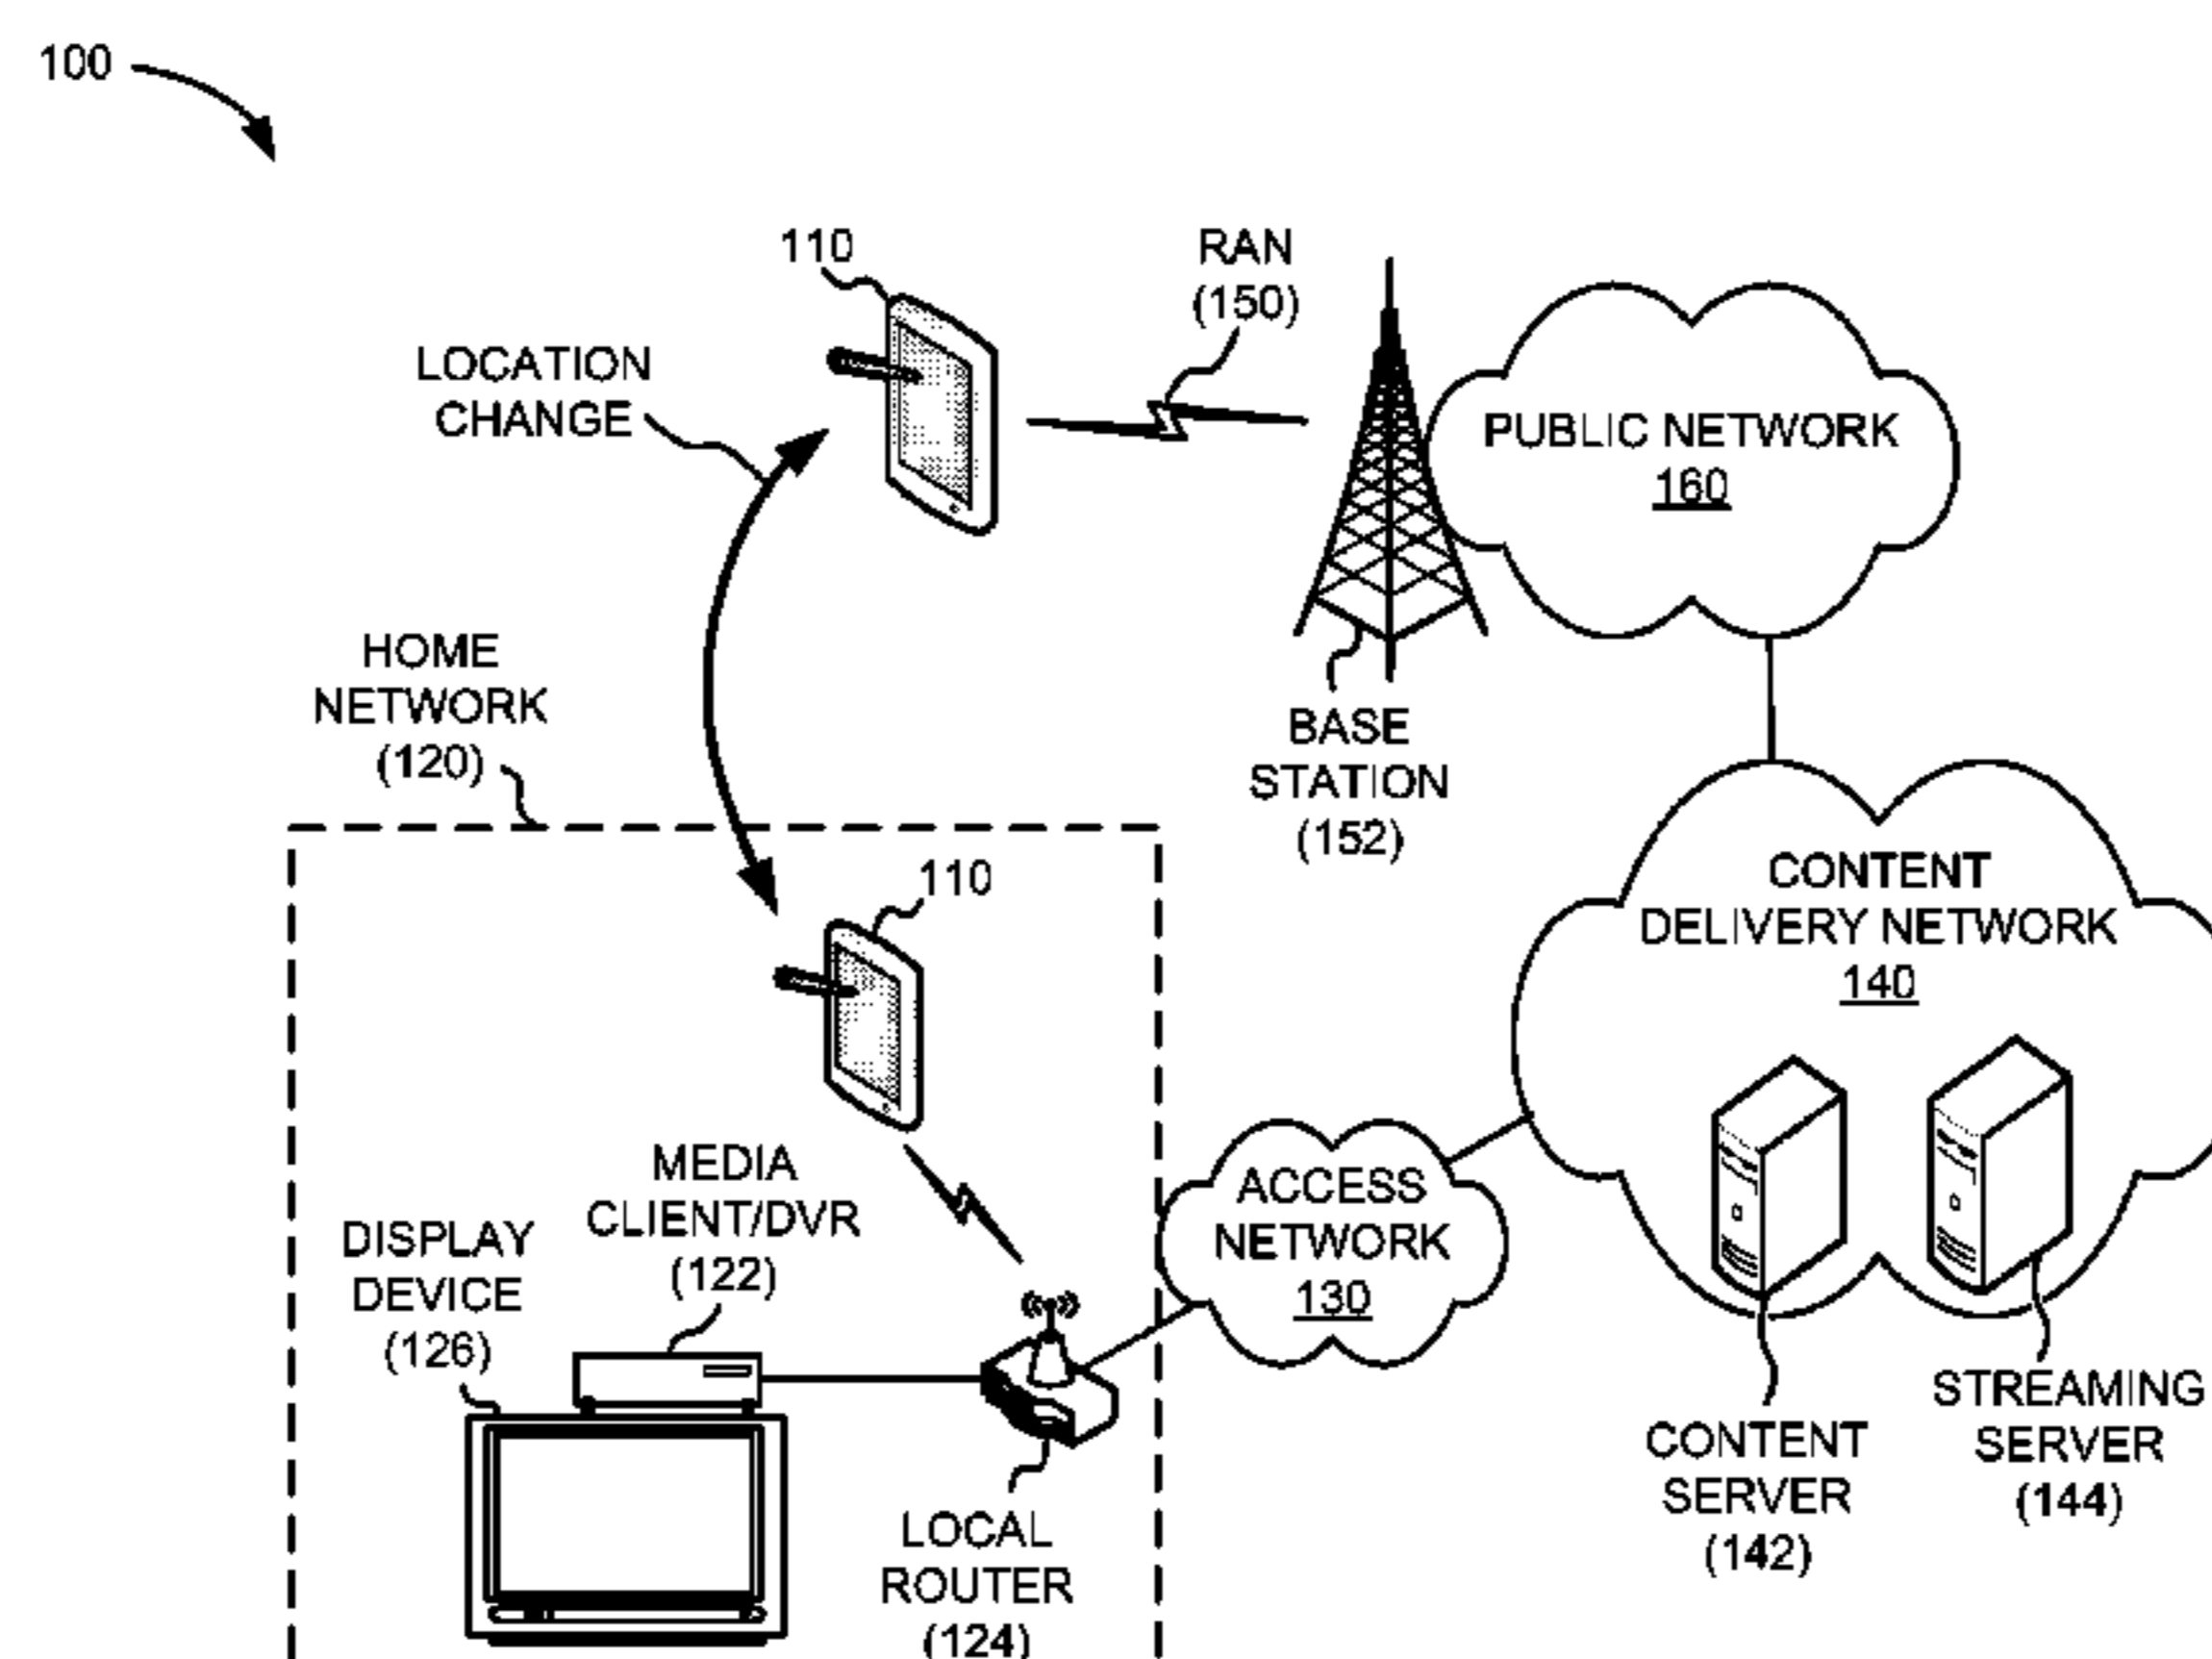 100
110
RAN
(150)
LOCATION
CHANGE
PUBLIC NETWORK
160
HOME
NETWORK
(120)
BASE
STATION
(152)
110
CONTENT
DELIVERY NETWORK
140
MEDIA
CLIENT/DVR
(122)
DISPLAY
DEVICE
(126)
ACCESS
NETWORK
130
LOCAL
ROUTER
(124)
CONTENT
SERVER
(142)
STREAMING
SERVER
(144)